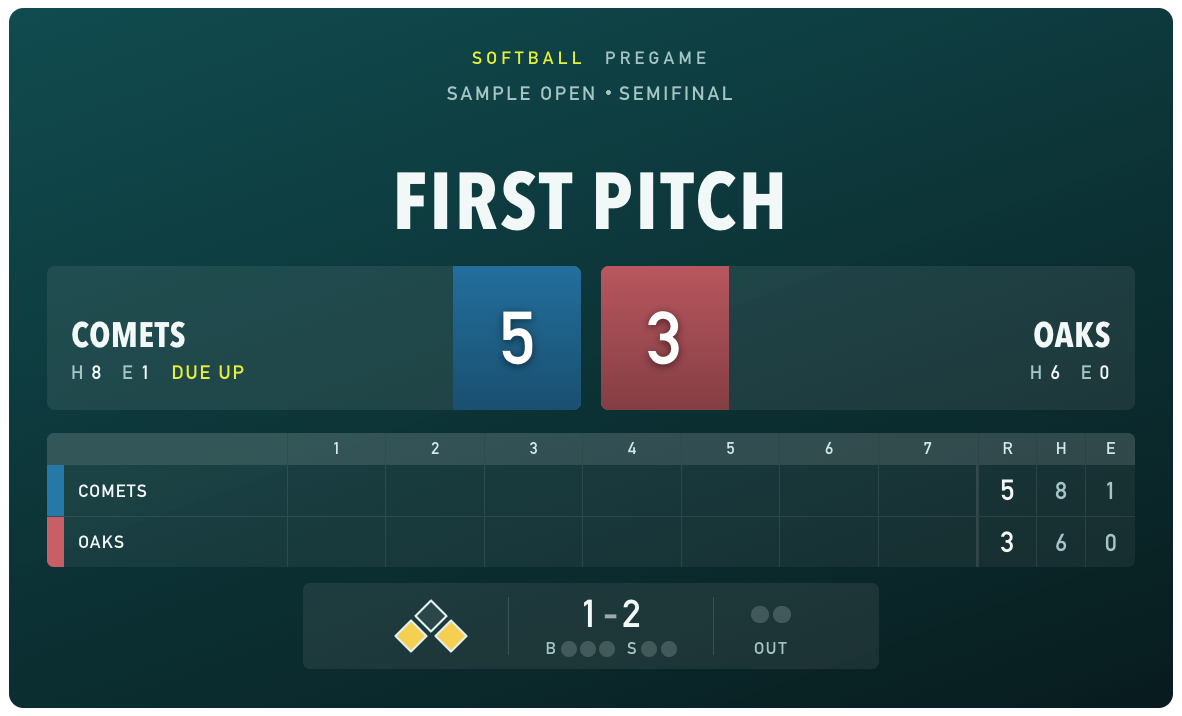 SOFTBALL PREGAME
SAMPLE OPEN • SEMIFINAL
FIRST PITCH
COMETS
H 8 E 1 DUE UP
5
3
OAKS
H 6 E 0
1 2 3 4 5 6 7 R H E
COMETS 5 8 1
OAKS 3 6 0
1 - 2
B S
OUT